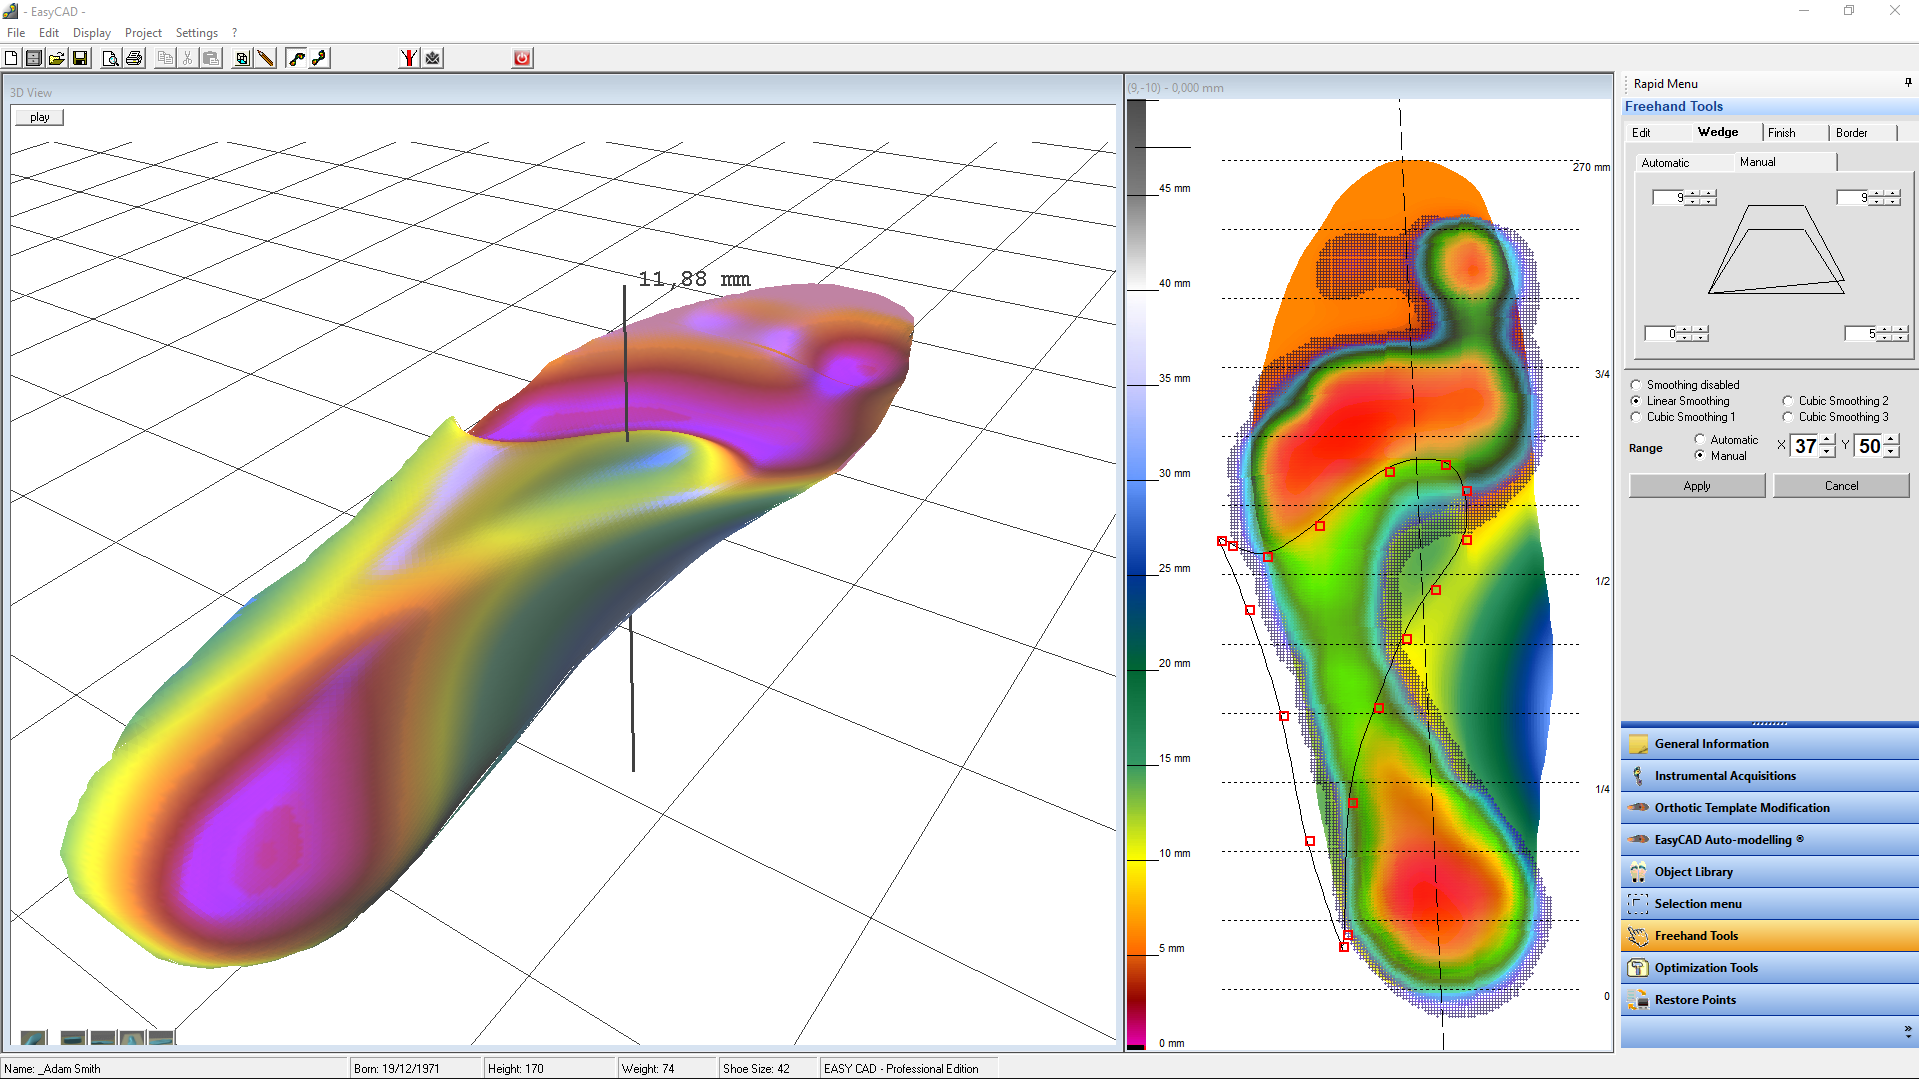 - EasyCAD -
File Edit Display Project Settings ?
3D View
play
11,88 mm
(9,-10) - 0,000 mm
45 mm
40 mm
35 mm
30 mm
25 mm
20 mm
15 mm
10 mm
5 mm
0 mm
270 mm
3/4
1/2
1/4
0
Rapid Menu
Freehand Tools
Edit Wedge Finish Border
Automatic Manual
9 9
0 5
Smoothing disabled
Linear Smoothing Cubic Smoothing 2
Cubic Smoothing 1 Cubic Smoothing 3
Range Automatic Manual X 37 Y 50
Apply Cancel
General Information
Instrumental Acquisitions
Orthotic Template Modification
EasyCAD Auto-modelling ®
Object Library
Selection menu
Freehand Tools
Optimization Tools
Restore Points
Name: _Adam Smith Born: 19/12/1971 Height: 170 Weight: 74 Shoe Size: 42 EASY CAD - Professional Edition